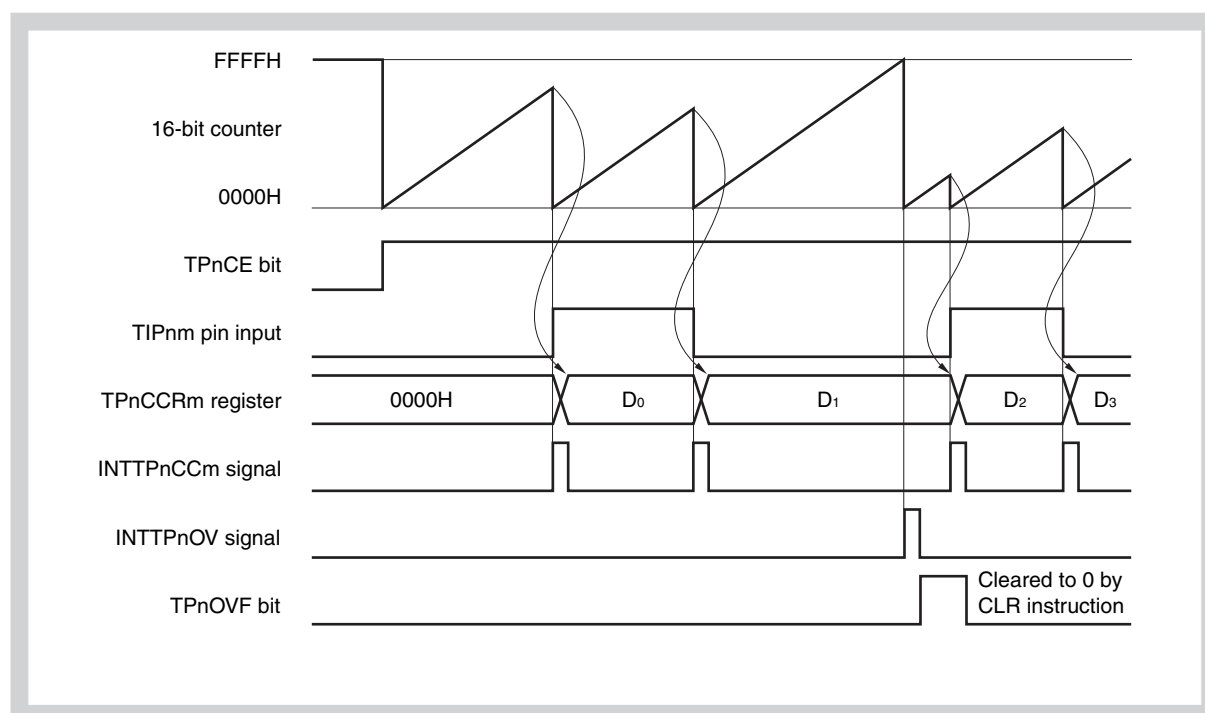 FFFFH
16-bit counter
0000H
TPnCE bit
TIPnm pin input
TPnCCRm register
0000H
D0
D1
D2
D3
INTTPnCCm signal
INTTPnOV signal
TPnOVF bit
Cleared to 0 by
CLR instruction